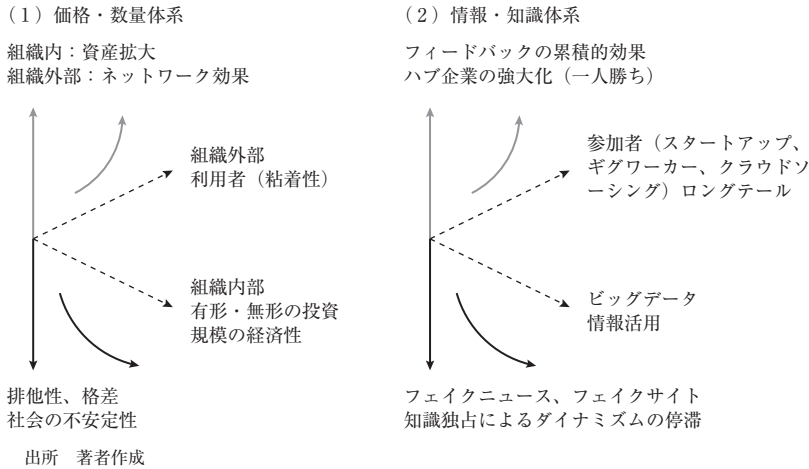 （1）価格・数量体系
組織内：資産拡大
組織外部：ネットワーク効果
組織外部
利用者（粘着性）
組織内部
有形・無形の投資
規模の経済性
排他性、格差
社会の不安定性
（2）情報・知識体系
フィードバックの累積的効果
ハブ企業の強大化（一人勝ち）
参加者（スタートアップ、
ギグワーカー、クラウドソ
ーシング）ロングテール
ビッグデータ
情報活用
フェイクニュース、フェイクサイト
知識独占によるダイナミズムの停滞
出所　著者作成